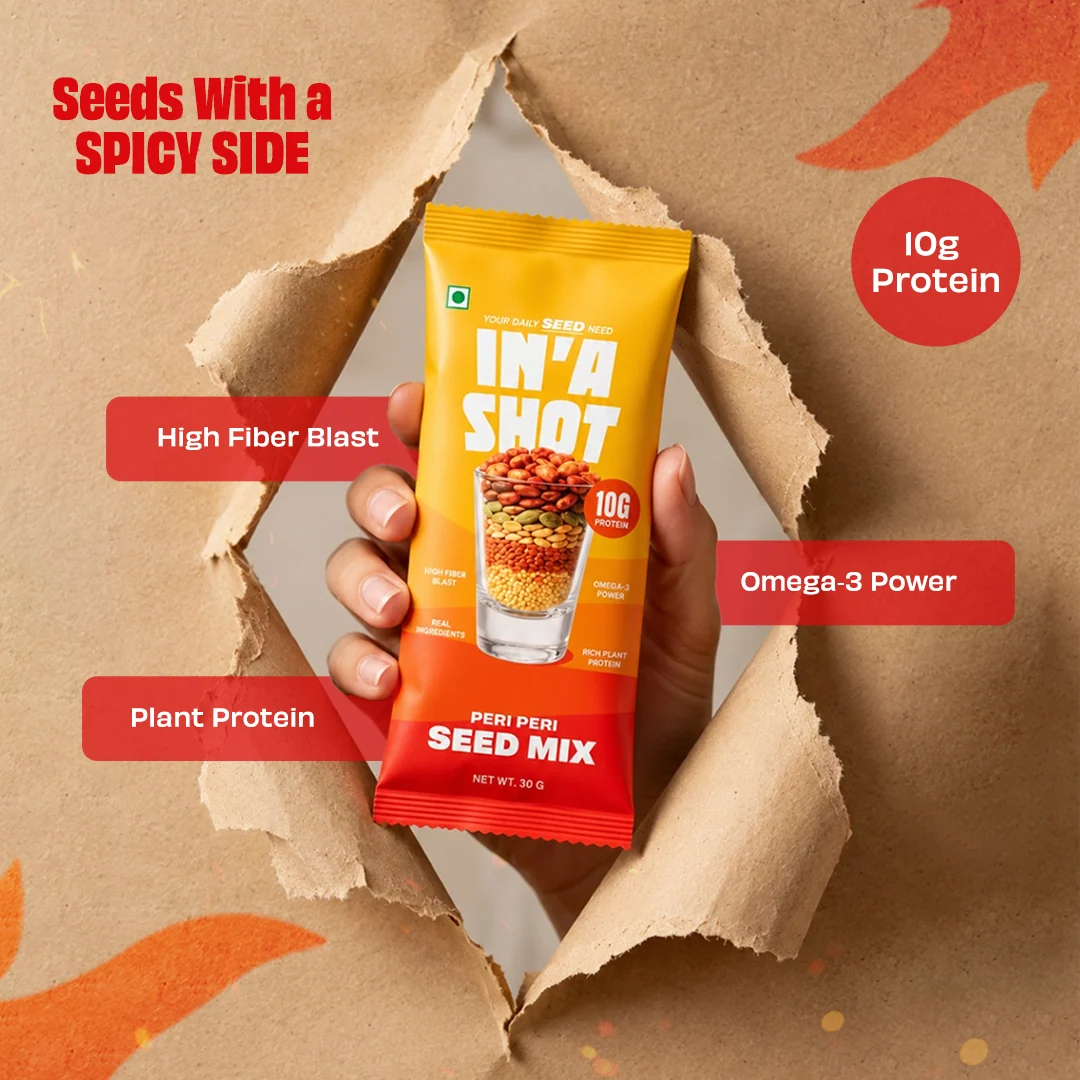 Seeds With a
SPICY SIDE
10g
Protein
High Fiber Blast
Omega-3 Power
Plant Protein
YOUR DAILY SEED NEED
IN'A
SHOT
10G
PROTEIN
HIGH FIBER
BLAST
OMEGA-3
POWER
REAL
INGREDIENTS
RICH PLANT
PROTEIN
PERI PERI
SEED MIX
NET WT. 30 G